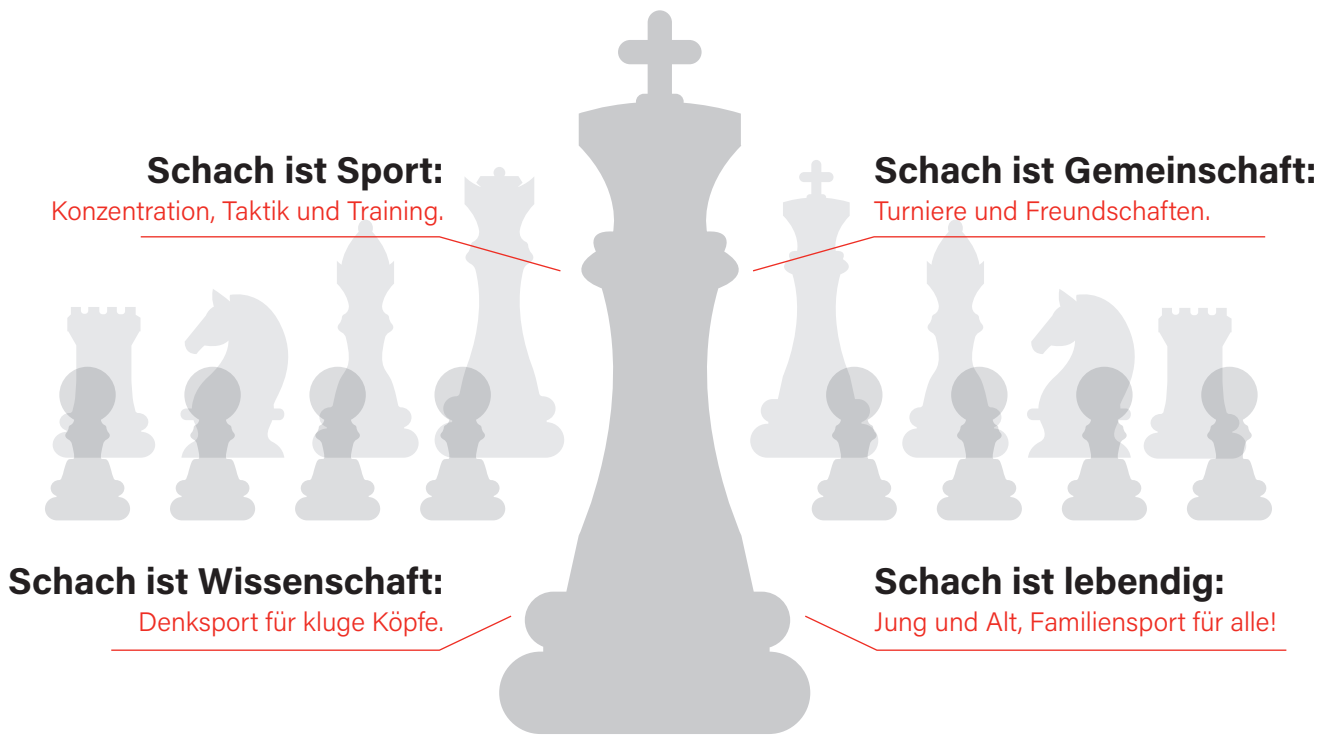 Schach ist Sport:
Konzentration, Taktik und Training.
Schach ist Gemeinschaft:
Turniere und Freundschaften.
Schach ist Wissenschaft:
Denksport für kluge Köpfe.
Schach ist lebendig:
Jung und Alt, Familiensport für alle!